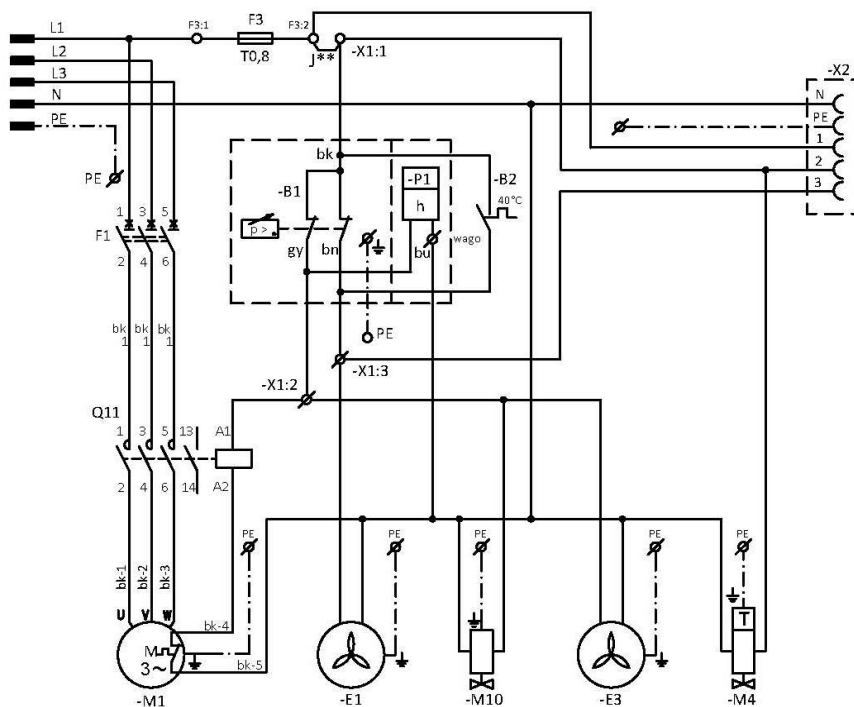 L1
L2
L3
N
PE
F3:1
F3
T0,8
F3:2
J**
-X1:1
-X2
N
PE
1
2
3
PE
bk
-B1
-P1
h
-B2
40°C
p >
gy
bn
bu
wago
PE
1 3 5
F1
2 4 6
bk 1
bk 1
bk 1
-X1:3
-X1:2
Q11
1 3 5 13 A1
2 4 6 14 A2
PE
PE
PE
PE
PE
bk-1
bk-2
bk-3
U V W
bk-4
M
3 ~
bk-5
T
-M1
-E1
-M10
-E3
-M4